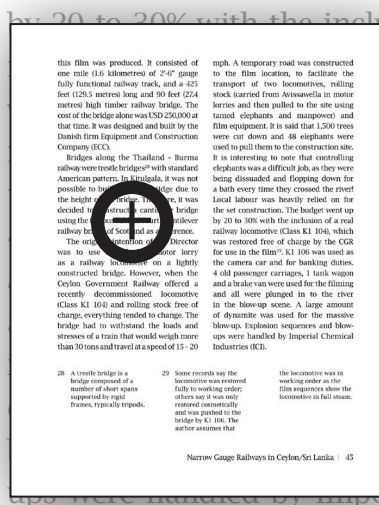 by 20 to 30% with the incl
this film was produced. It consisted of
one mile (1.6 kilometres) of 2'-6" gauge
fully functional railway track, and a 425
feet (129.5 metres) long and 90 feet (27.4
metres) high timber railway bridge. The
cost of the bridge alone was USD 250,000 at
that time. It was designed and built by the
Danish firm Equipment and Construction
Company (ECC).
Bridges along the Thailand – Burma
railway were trestle bridges²⁸ with standard
American pattern. In Kitulgala, it was not
possible to bridge due to
the height bridge. it was
decided to cantilever bridge
using the cantilever
railway Scotland as a
The original intention of Director
was to use motor lorry
as a railway locomotive on a lightly
constructed bridge. However, when the
Ceylon Government Railway offered a
recently decommissioned locomotive
(Class K1 104) and rolling stock free of
charge, everything tended to change. The
bridge had to withstand the loads and
stresses of a train that would weigh more
than 30 tons and travel at a speed of 15 – 20
mph. A temporary road was constructed
to the film location, to facilitate the
transport of two locomotives, rolling
stock (carried from Avissawella in motor
lorries and then pulled to the site using
tamed elephants and manpower) and
film equipment. It is said that 1,500 trees
were cut down and 48 elephants were
used to pull them to the construction site.
It is interesting to note that controlling
elephants was a difficult job, as they were
being dissuaded and flopping down for
a bath every time they crossed the river!
Local labour was heavily relied on for
the set construction. The budget went up
by 20 to 30% with the inclusion of a real
railway locomotive (Class K1 104), which
was restored free of charge by the CGR
for use in the film²⁹. K1 106 was used as
the camera car and for banking duties.
4 old passenger carriages, 1 tank wagon
and a brake van were used for the filming
and all were plunged in to the river
in the blow-up scene. A large amount
of dynamite was used for the massive
blow-up. Explosion sequences and blow-
ups were handled by Imperial Chemical
Industries (ICI).
28 A trestle bridge is a
bridge composed of a
number of short spans
supported by rigid
frames, typically tripods.
29 Some records say the
locomotive was restored
fully to working order;
others say it was only
restored cosmetically
and was pushed to the
bridge by K1 106. The
author assumes that
the locomotive was in
working order as the
film sequences show the
locomotive in full steam.
Narrow Gauge Railways in Ceylon/Sri Lanka | 45